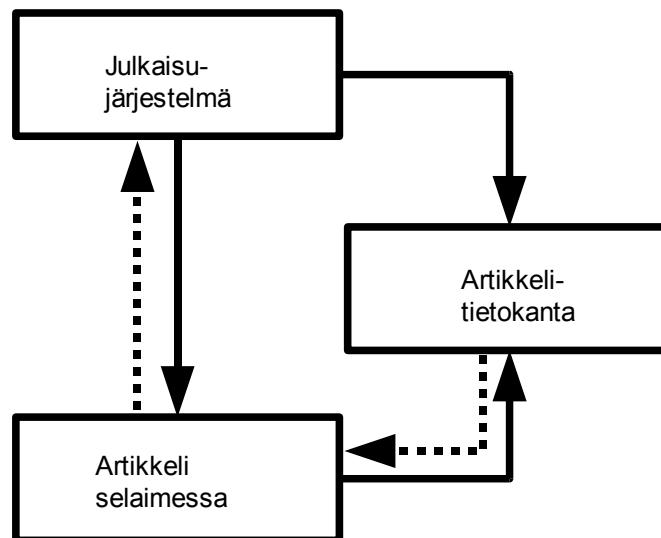 Julkaisu-
järjestelmä
Artikkeli-
tietokanta
Artikkeli
selaimessa